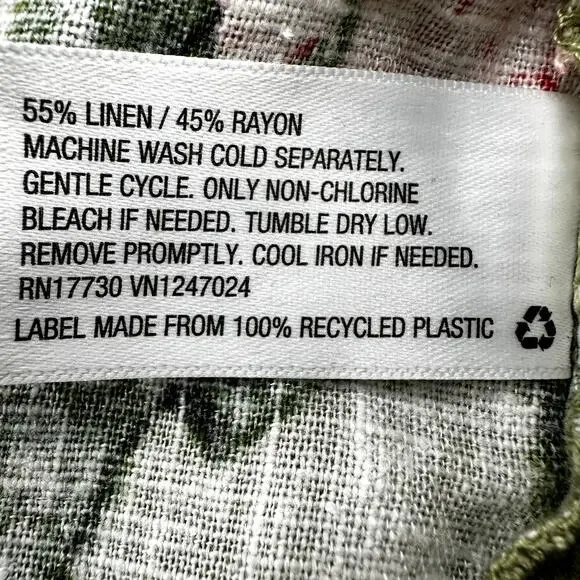 55% LINEN / 45% RAYON
MACHINE WASH COLD SEPARATELY.
GENTLE CYCLE. ONLY NON-CHLORINE
BLEACH IF NEEDED. TUMBLE DRY LOW.
REMOVE PROMPTLY. COOL IRON IF NEEDED.
RN17730 VN1247024
LABEL MADE FROM 100% RECYCLED PLASTIC